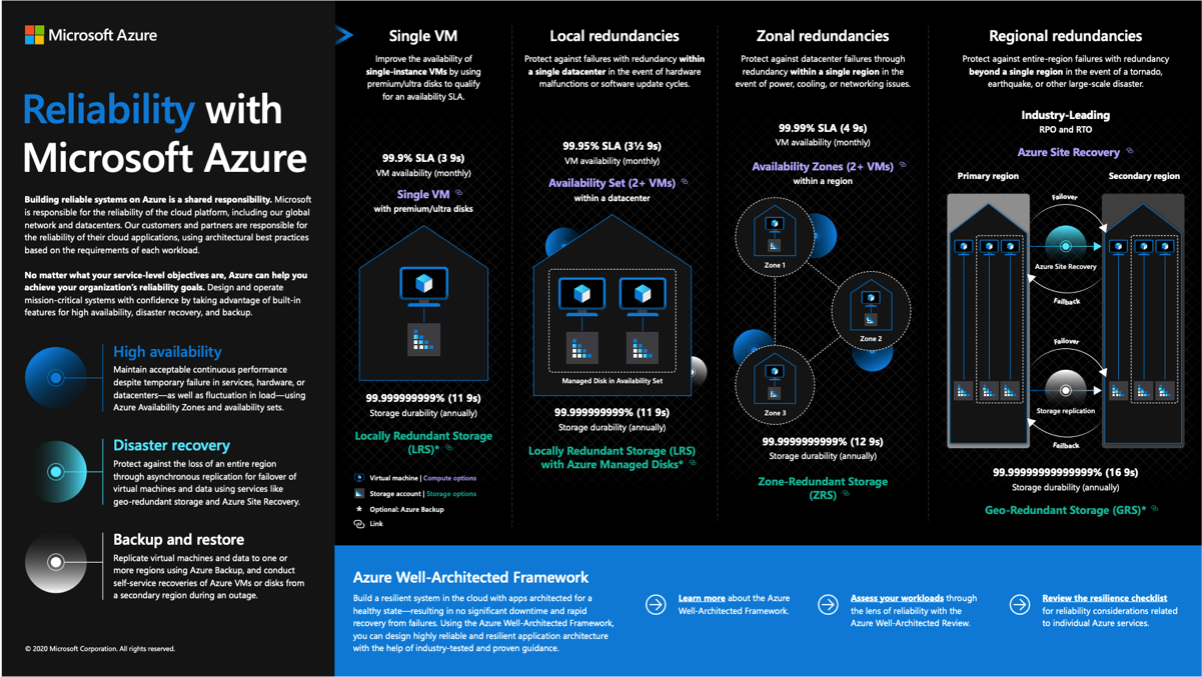 Microsoft Azure
Reliability with
Microsoft Azure
Building reliable systems on Azure is a shared responsibility. Microsoft
is responsible for the reliability of the cloud platform, including our global
network and datacenters. Our customers and partners are responsible for
the reliability of their cloud applications, using architectural best practices
based on the requirements of each workload.
No matter what your service-level objectives are, Azure can help you
achieve your organization's reliability goals. Design and operate
mission-critical systems with confidence by taking advantage of built-in
features for high availability, disaster recovery, and backup.
High availability
Maintain acceptable continuous performance
despite temporary failure in services, hardware, or
datacenters—as well as fluctuation in load—using
Azure Availability Zones and availability sets.
Disaster recovery
Protect against the loss of an entire region
through asynchronous replication for failover of
virtual machines and data using services like
geo-redundant storage and Azure Site Recovery.
Backup and restore
Replicate virtual machines and data to one or
more regions using Azure Backup, and conduct
self-service recoveries of Azure VMs or disks from
a secondary region during an outage.
© 2020 Microsoft Corporation. All rights reserved.
Single VM
Improve the availability of
single-instance VMs by using
premium/ultra disks to qualify
for an availability SLA.
99.9% SLA (3 9s)
VM availability (monthly)
Single VM
with premium/ultra disks
99.999999999% (11 9s)
Storage durability (annually)
Locally Redundant Storage
(LRS)*
Virtual machine | Compute options
Storage account | Storage options
* Optional: Azure Backup
Link
Local redundancies
Protect against failures with redundancy within
a single datacenter in the event of hardware
malfunctions or software update cycles.
99.95% SLA (3½ 9s)
VM availability (monthly)
Availability Set (2+ VMs)
within a datacenter
Managed Disk in Availability Set
99.999999999% (11 9s)
Storage durability (annually)
Locally Redundant Storage (LRS)
with Azure Managed Disks*
Zonal redundancies
Protect against datacenter failures through
redundancy within a single region in the
event of power, cooling, or networking issues.
99.99% SLA (4 9s)
VM availability (monthly)
Availability Zones (2+ VMs)
within a region
Zone 1
Zone 2
Zone 3
99.9999999999% (12 9s)
Storage durability (annually)
Zone-Redundant Storage
(ZRS)
Regional redundancies
Protect against entire-region failures with redundancy
beyond a single region in the event of a tornado,
earthquake, or other large-scale disaster.
Industry-Leading
RPO and RTO
Azure Site Recovery
Primary region
Secondary region
Failover
Azure Site Recovery
Failback
Failover
Storage replication
Failback
99.99999999999999% (16 9s)
Storage durability (annually)
Geo-Redundant Storage (GRS)*
Azure Well-Architected Framework
Build a resilient system in the cloud with apps architected for a
healthy state—resulting in no significant downtime and rapid
recovery from failures. Using the Azure Well-Architected Framework,
you can design highly reliable and resilient application architecture
with the help of industry-tested and proven guidance.
Learn more about the Azure
Well-Architected Framework.
Assess your workloads through
the lens of reliability with the
Azure Well-Architected Review.
Review the resilience checklist
for reliability considerations related
to individual Azure services.